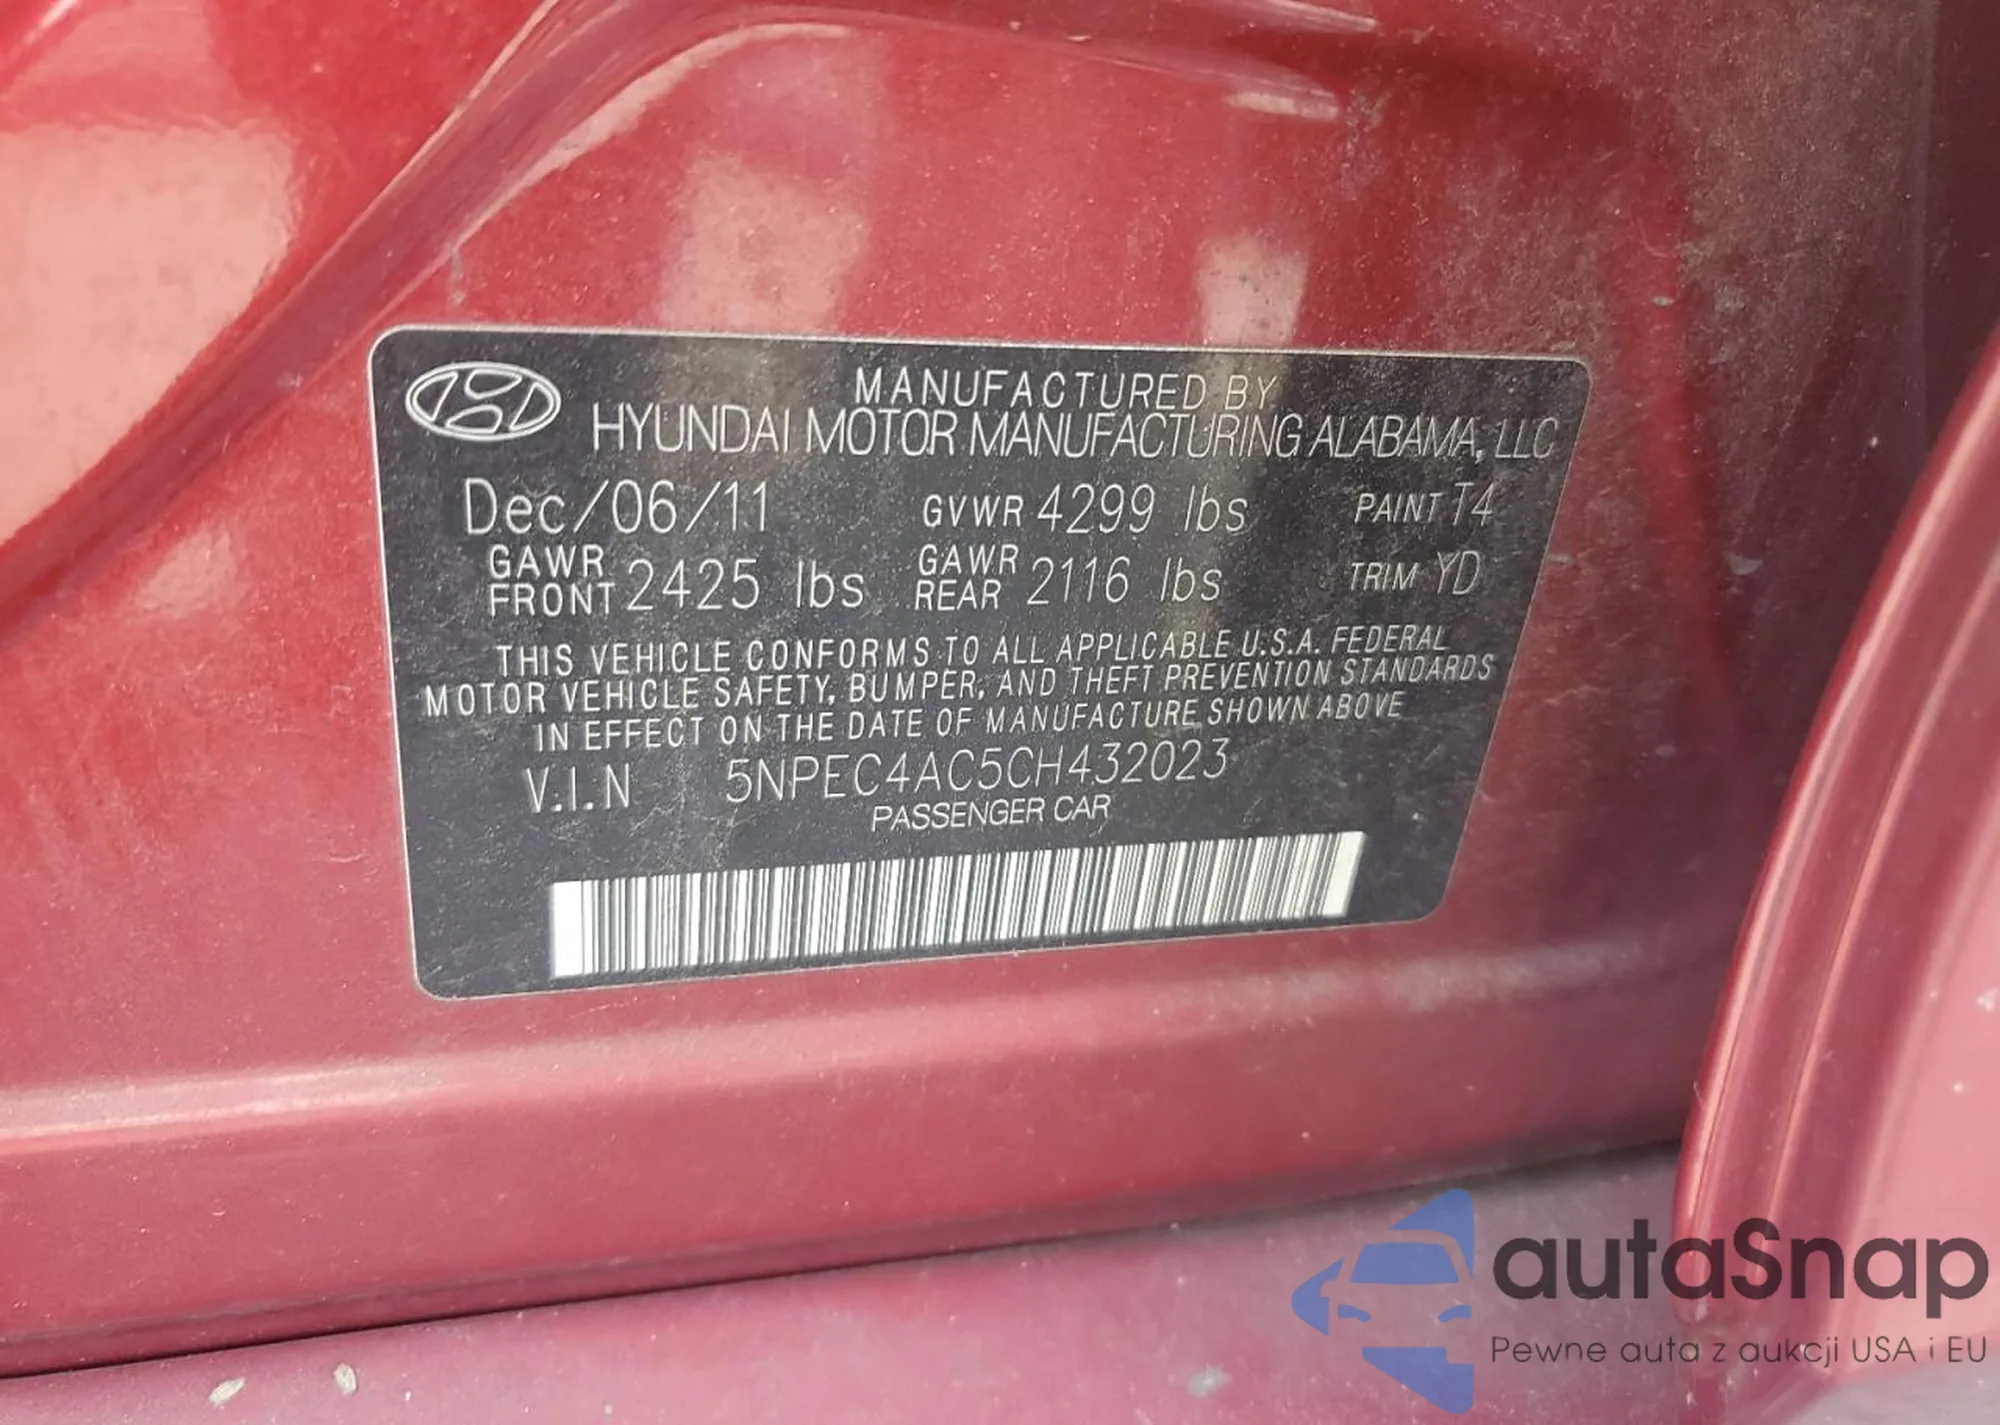 MANUFACTURED BY
HYUNDAI MOTOR MANUFACTURING ALABAMA, LLC
Dec/06/11 GVWR 4299 lbs PAINT T4
GAWR FRONT 2425 lbs GAWR REAR 2116 lbs TRIM YD
THIS VEHICLE CONFORMS TO ALL APPLICABLE U.S.A. FEDERAL
MOTOR VEHICLE SAFETY, BUMPER, AND THEFT PREVENTION STANDARDS
IN EFFECT ON THE DATE OF MANUFACTURE SHOWN ABOVE
V.I.N 5NPEC4AC5CH432023
PASSENGER CAR
autaSnap
Pewne auta z aukcji USA i EU